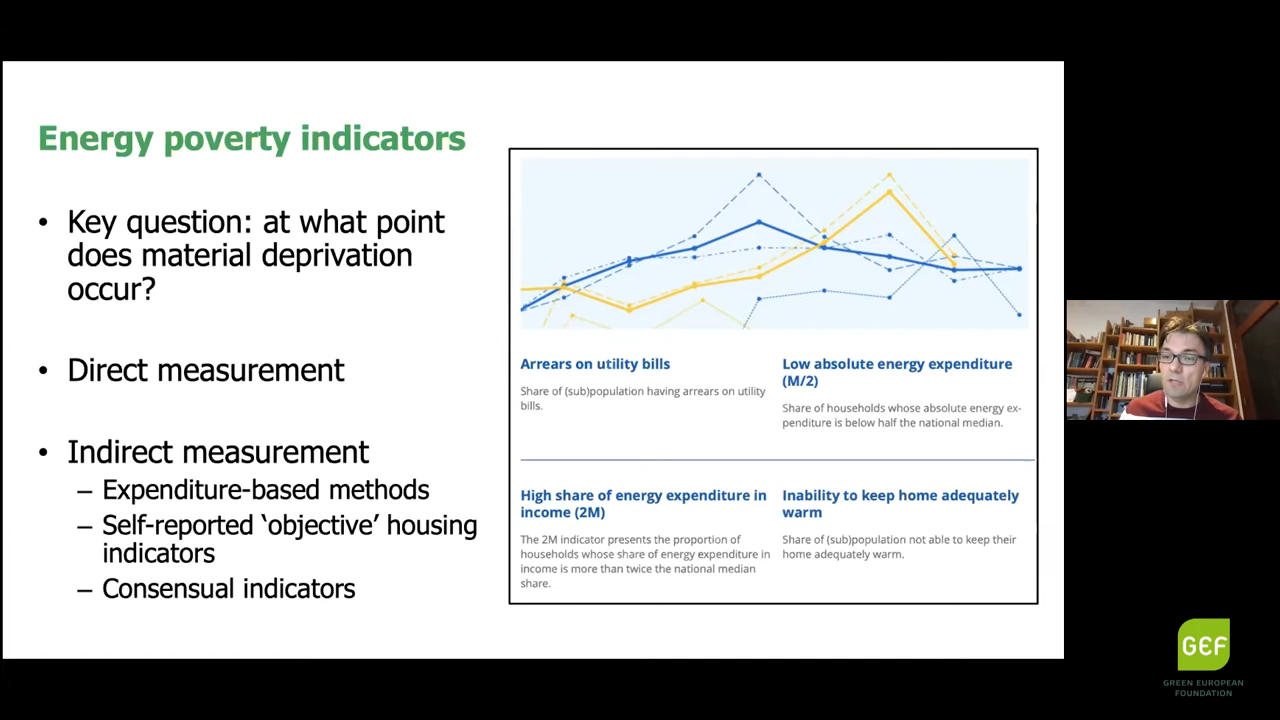 Energy poverty indicators
• Key question: at what point
does material deprivation
occur?
• Direct measurement
• Indirect measurement
– Expenditure-based methods
– Self-reported ‘objective’ housing
indicators
– Consensual indicators
Arrears on utility bills
Share of (sub)population having arrears on utility
bills.
Low absolute energy expenditure
(M/2)
Share of households whose absolute energy ex-
penditure is below half the national median.
High share of energy expenditure in
income (2M)
The 2M indicator presents the proportion of
households whose share of energy expenditure in
income is more than twice the national median
share.
Inability to keep home adequately
warm
Share of (sub)population not able to keep their
home adequately warm.
GEF
GREEN EUROPEAN
FOUNDATION